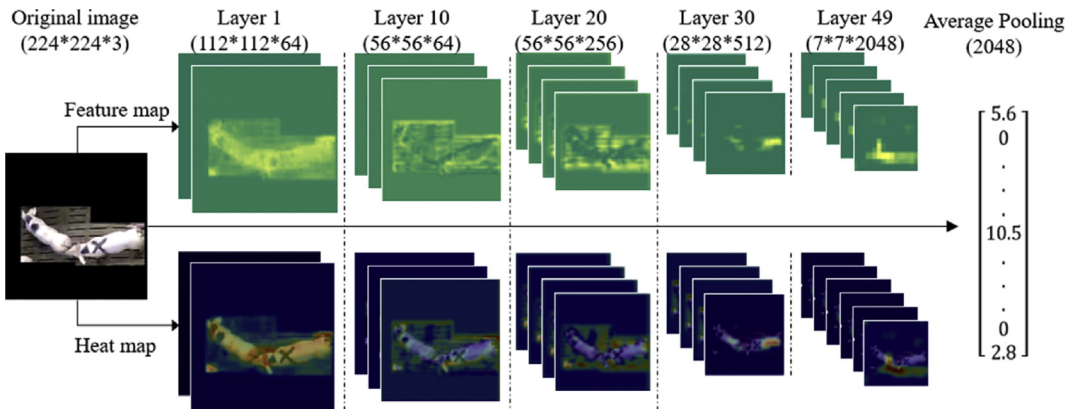 Original image
(224*224*3)
Layer 1
(112*112*64)
Layer 10
(56*56*64)
Layer 20
(56*56*256)
Layer 30
(28*28*512)
Layer 49
(7*7*2048)
Average Pooling
(2048)
Feature map
Heat map
5.6
0
.
.
.
10.5
.
.
.
0
2.8